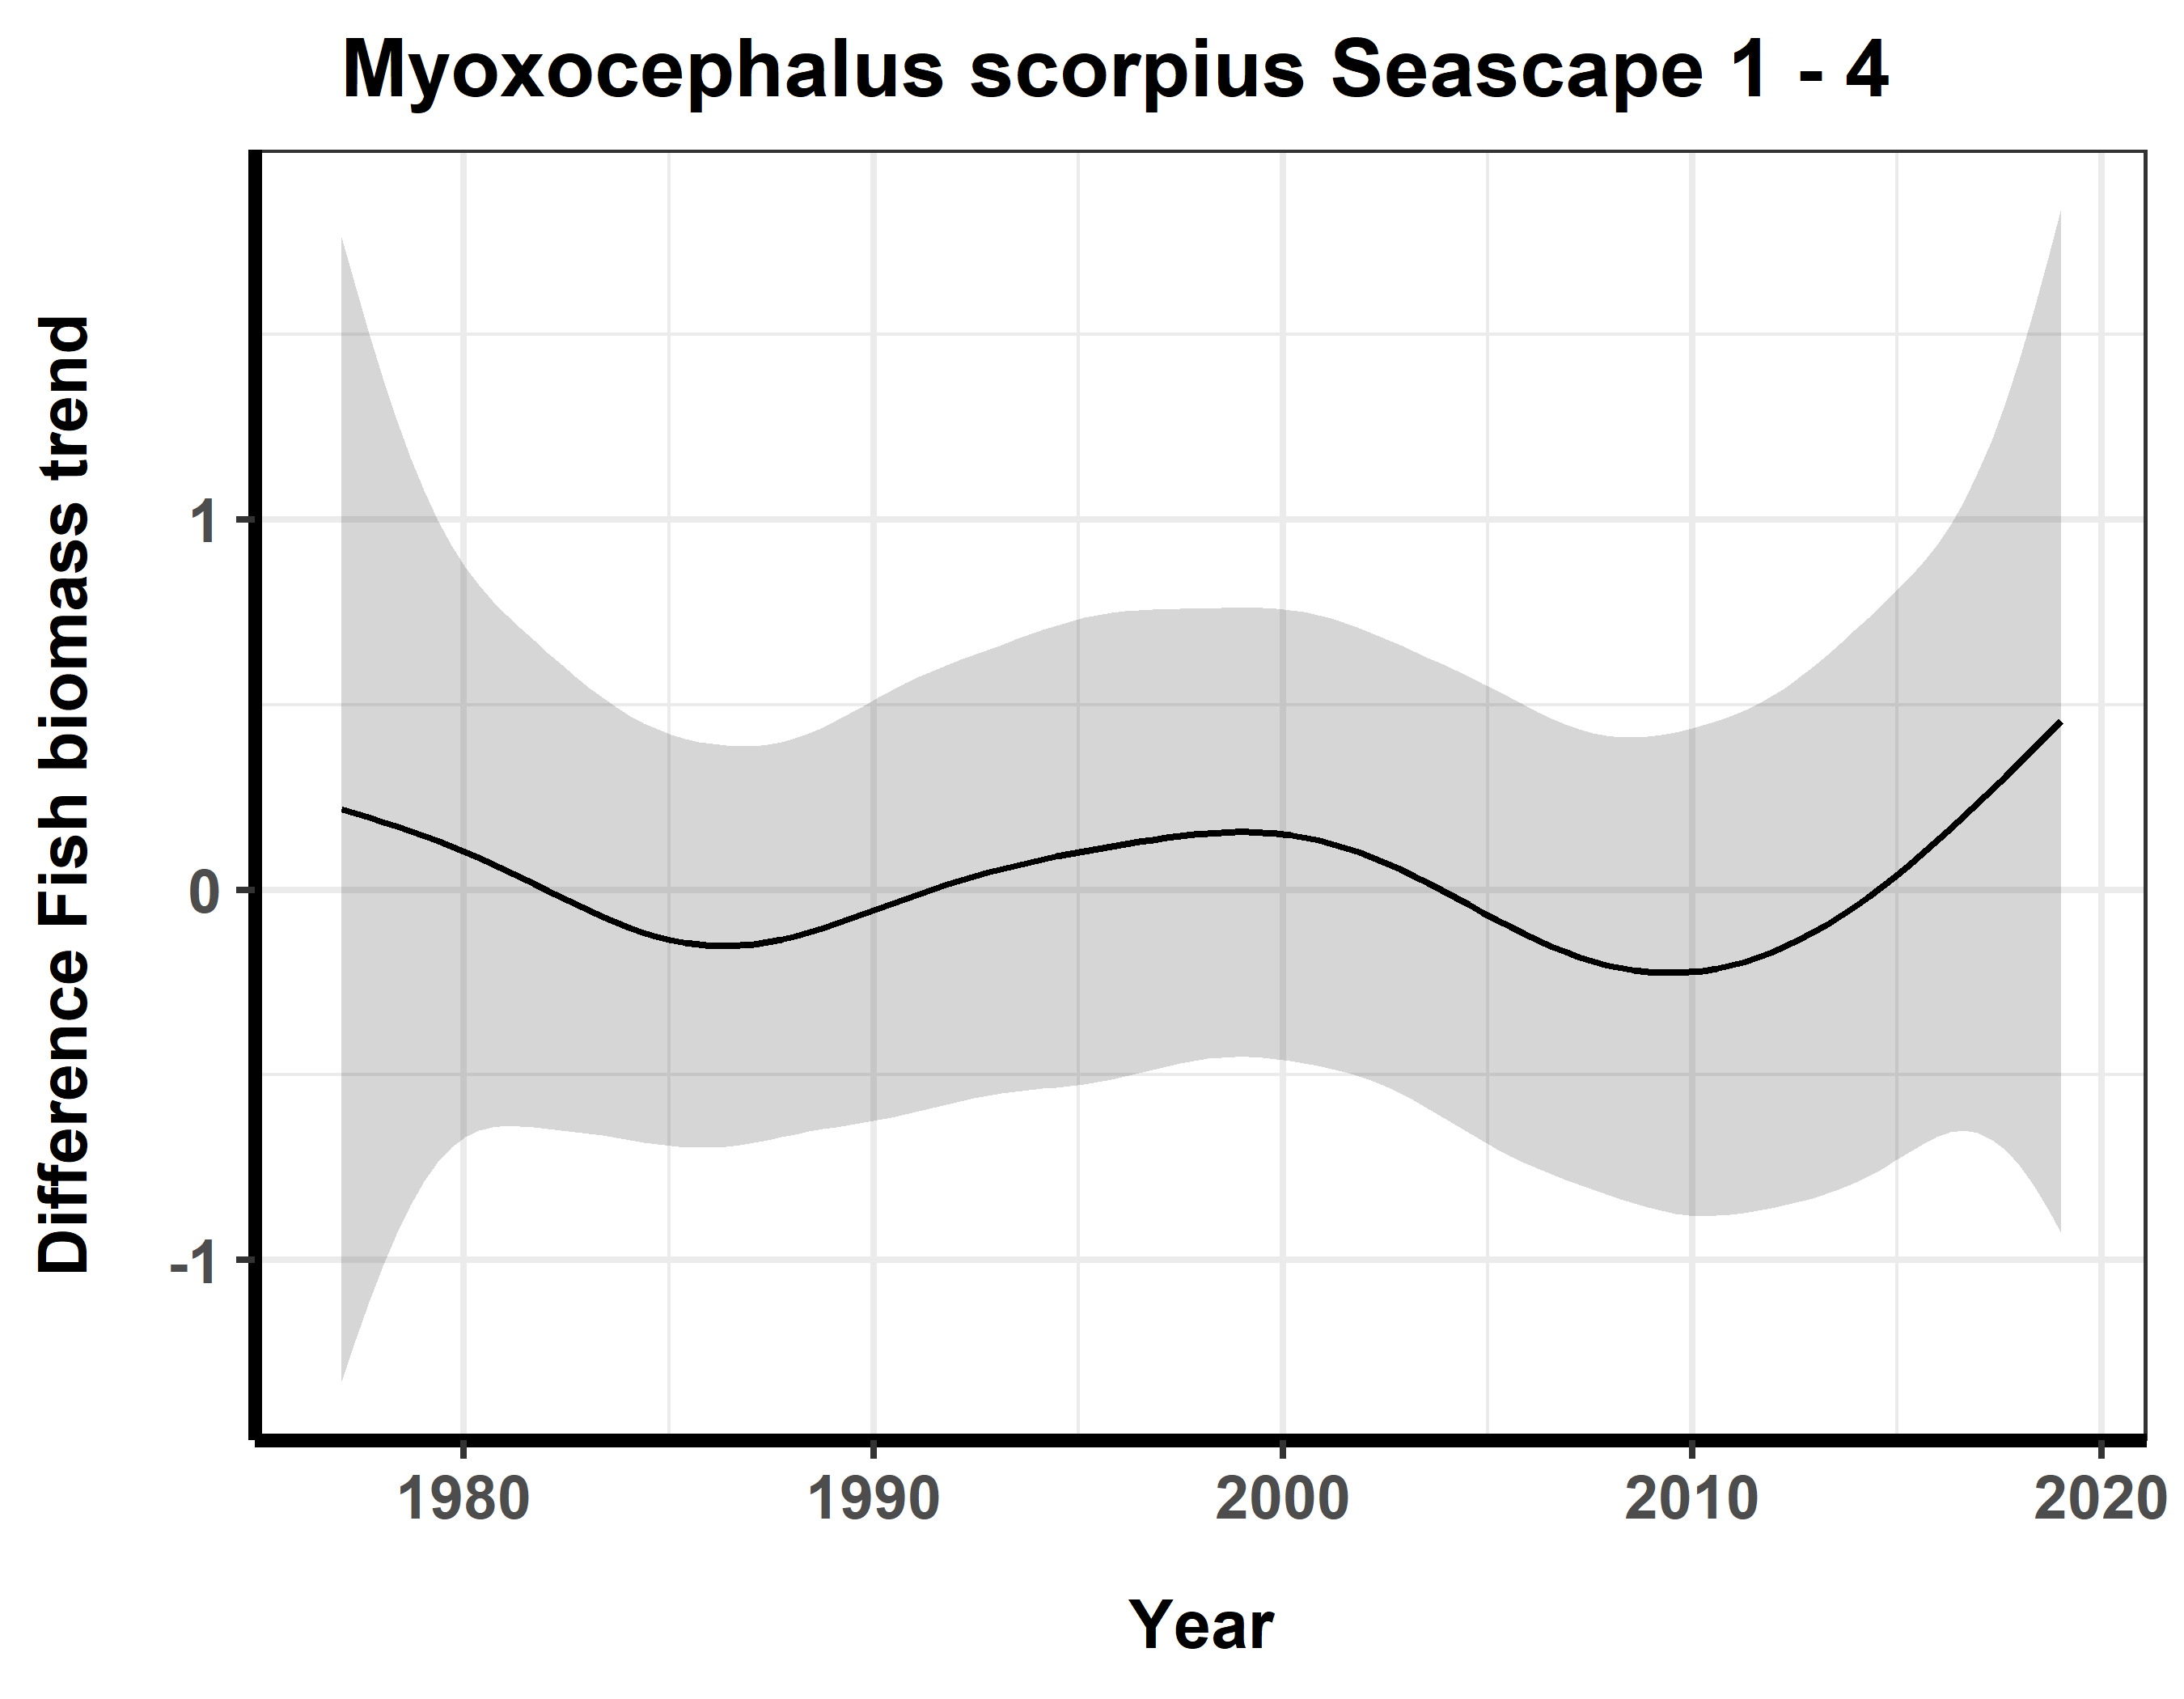 Myoxocephalus scorpius Seascape 1 - 4
Difference Fish biomass trend
1
0
-1
1980 1990 2000 2010 2020
Year